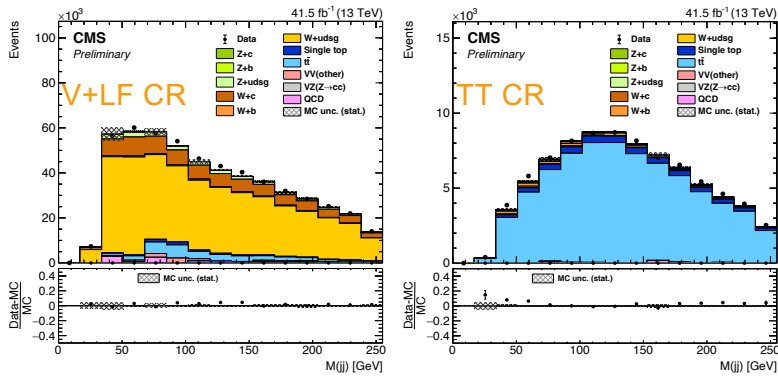 ×10³ 41.5 fb⁻¹ (13 TeV)
Events
100
80
60
40
20
0
CMS
Preliminary
V+LF CR
Data
Z+c
Z+b
Z+udsg
W+c
W+b
W+udsg
Single top
tt̄
VV(other)
VZ(Z→cc)
QCD
MC unc. (stat.)
Data-MC
MC
0.4
0.2
0.0
−0.2
−0.4
MC unc. (stat.)
0 50 100 150 200 250
M(jj) [GeV]
×10³ 41.5 fb⁻¹ (13 TeV)
Events
15
10
5
0
CMS
Preliminary
TT CR
Data
Z+c
Z+b
Z+udsg
W+c
W+b
W+udsg
Single top
tt̄
VV(other)
VZ(Z→cc)
QCD
MC unc. (stat.)
Data-MC
MC
0.4
0.2
0.0
−0.2
−0.4
MC unc. (stat.)
0 50 100 150 200 250
M(jj) [GeV]